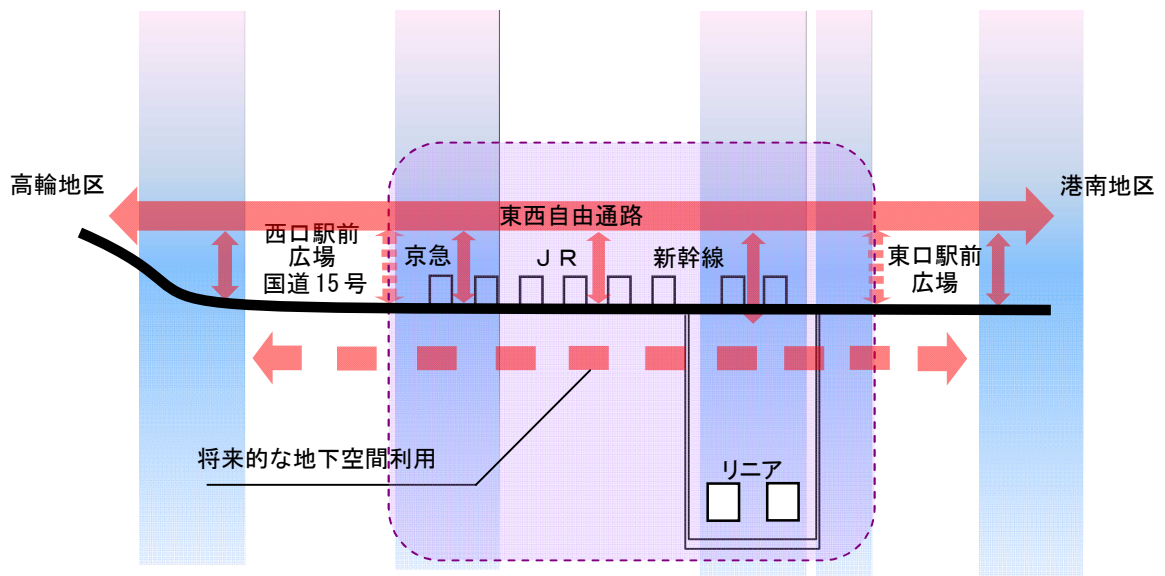 高輪地区
港南地区
東西自由通路
西口駅前
広場
国道15号
京急
ＪＲ
新幹線
東口駅前
広場
将来的な地下空間利用
リニア